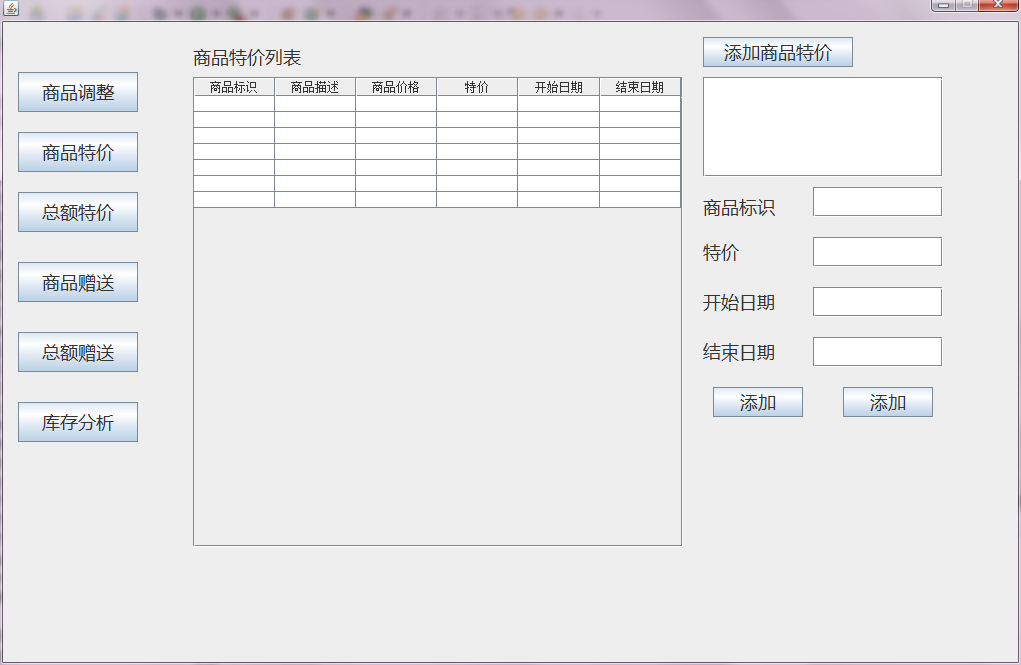 商品调整
商品特价
总额特价
商品赠送
总额赠送
库存分析
商品特价列表
商品标识 商品描述 商品价格 特价 开始日期 结束日期
添加商品特价
商品标识
特价
开始日期
结束日期
添加 添加